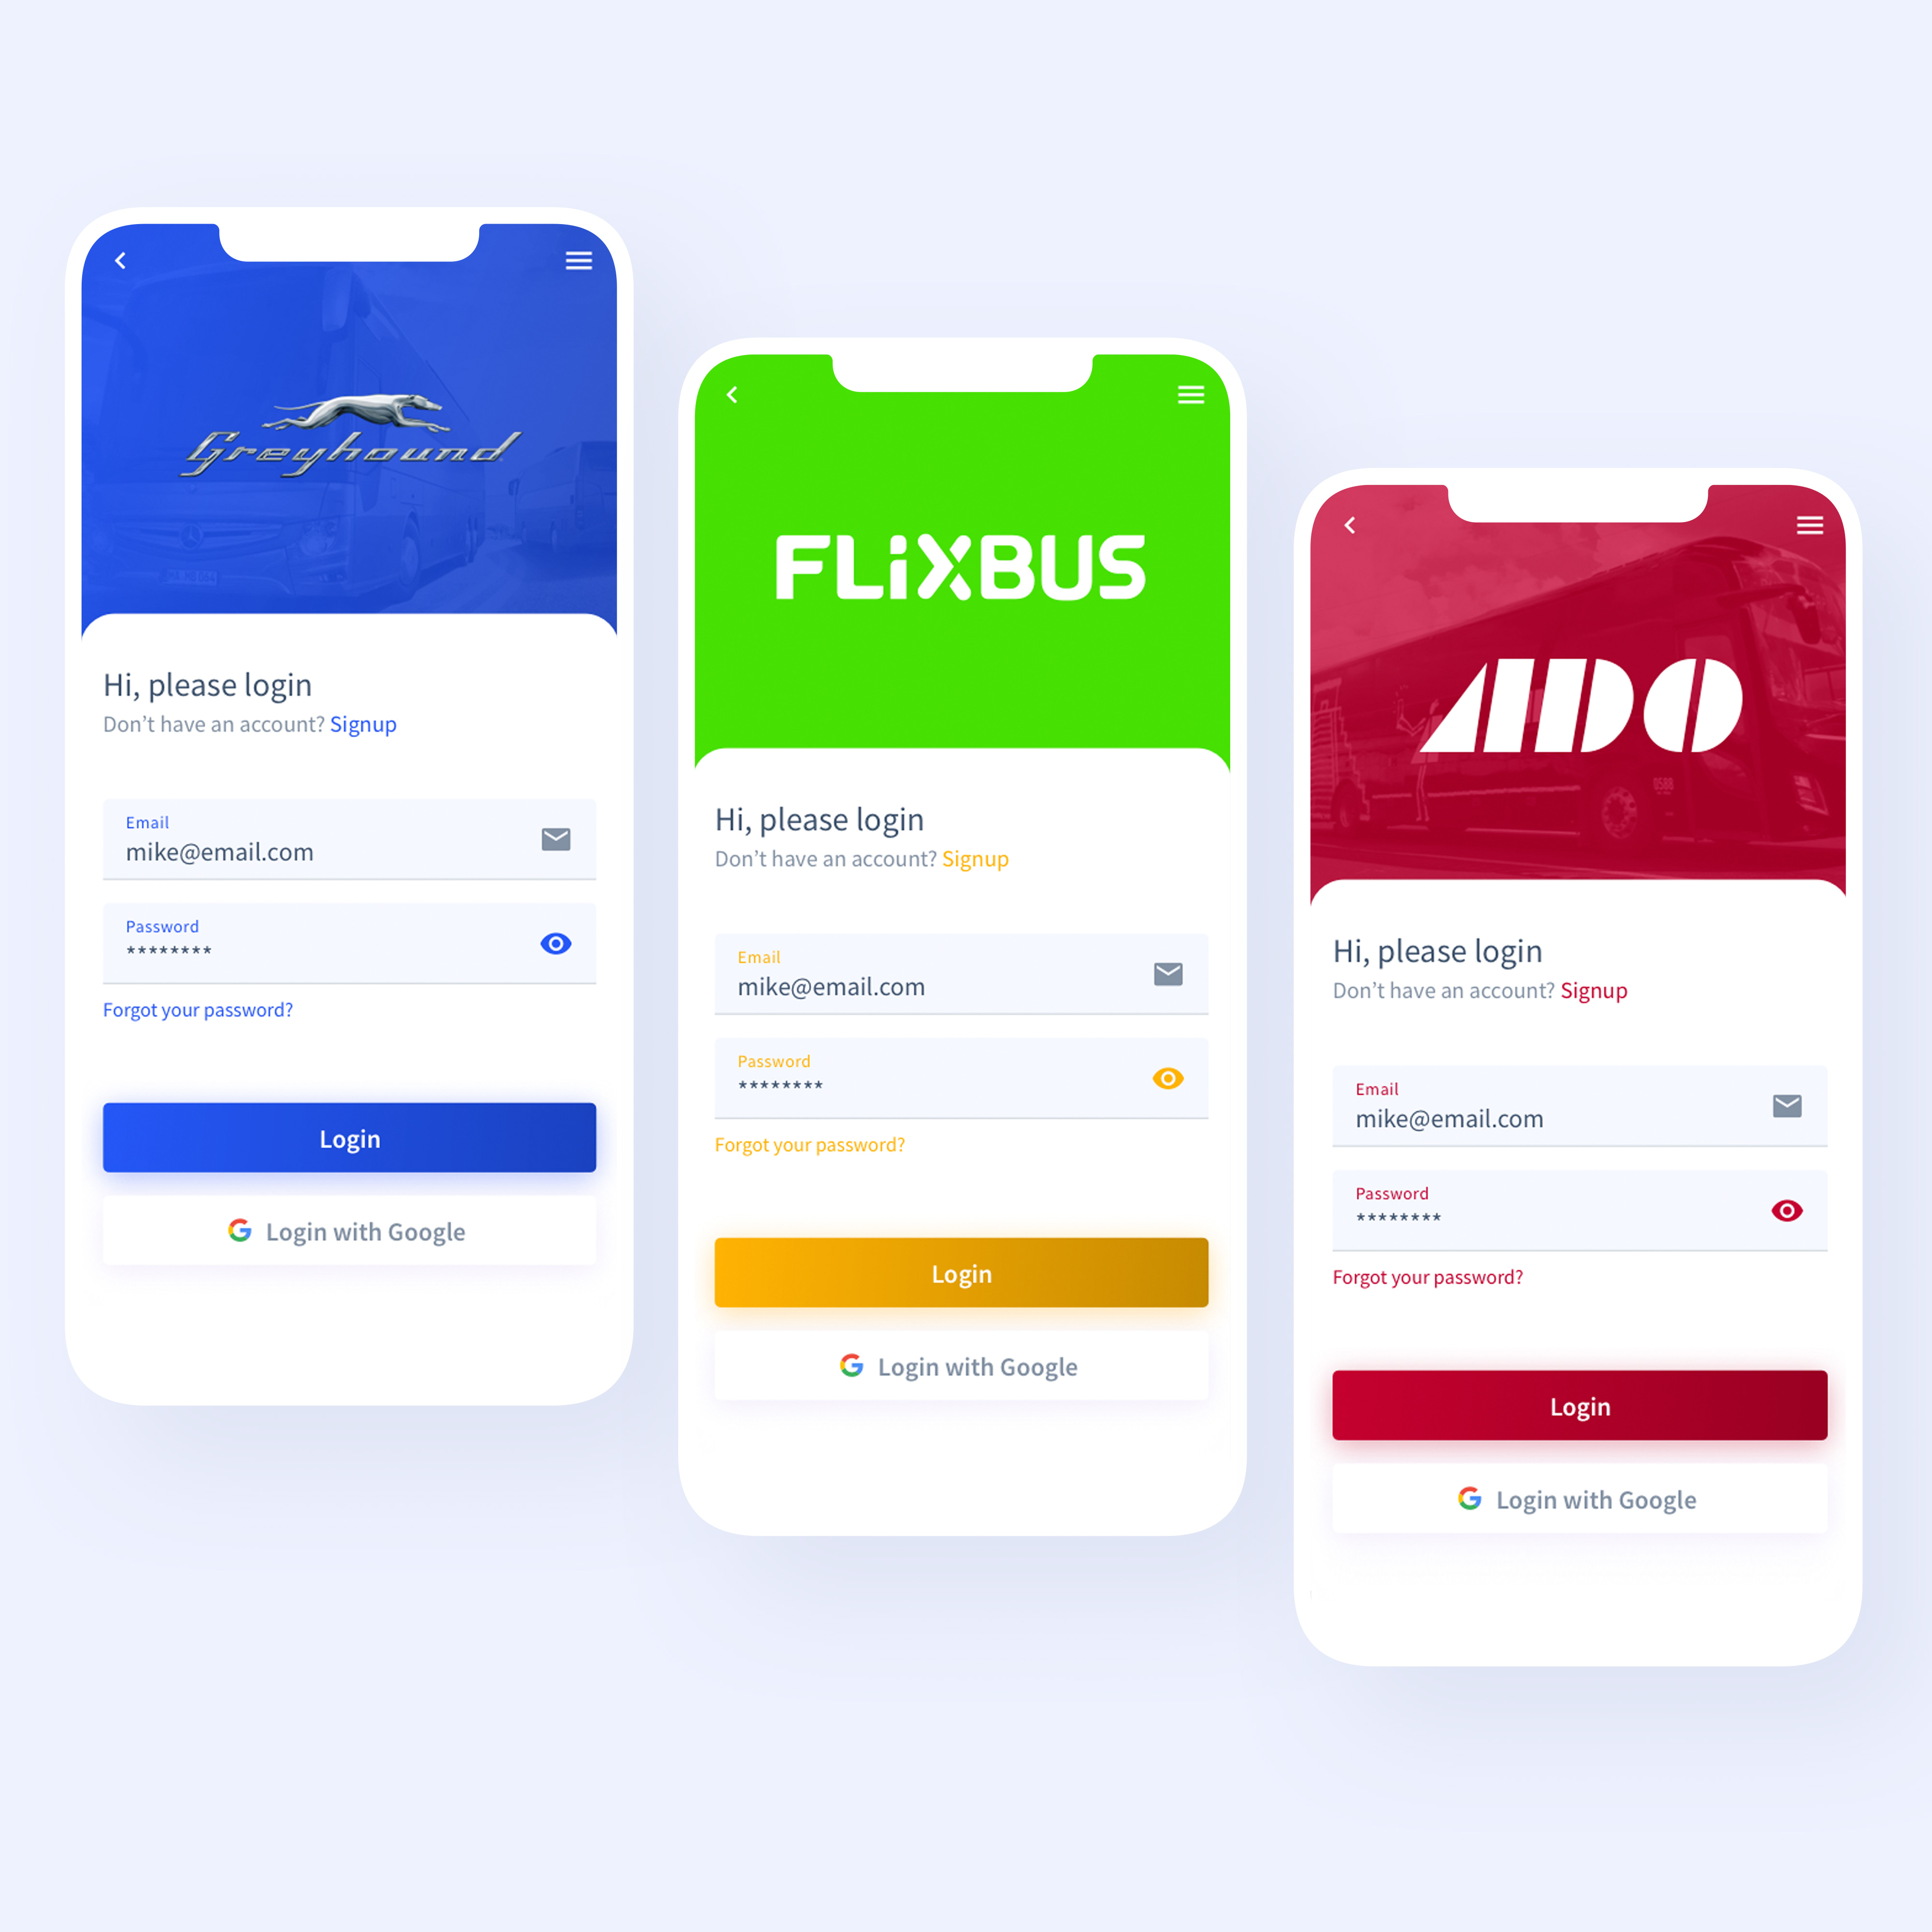 Greyhound
Hi, please login
Don't have an account? Signup
Email
mike@email.com
Password
********
Forgot your password?
Login
Login with Google
FLiXBUS
Hi, please login
Don't have an account? Signup
Email
mike@email.com
Password
********
Forgot your password?
Login
Login with Google
ADO
0588
Hi, please login
Don't have an account? Signup
Email
mike@email.com
Password
********
Forgot your password?
Login
Login with Google